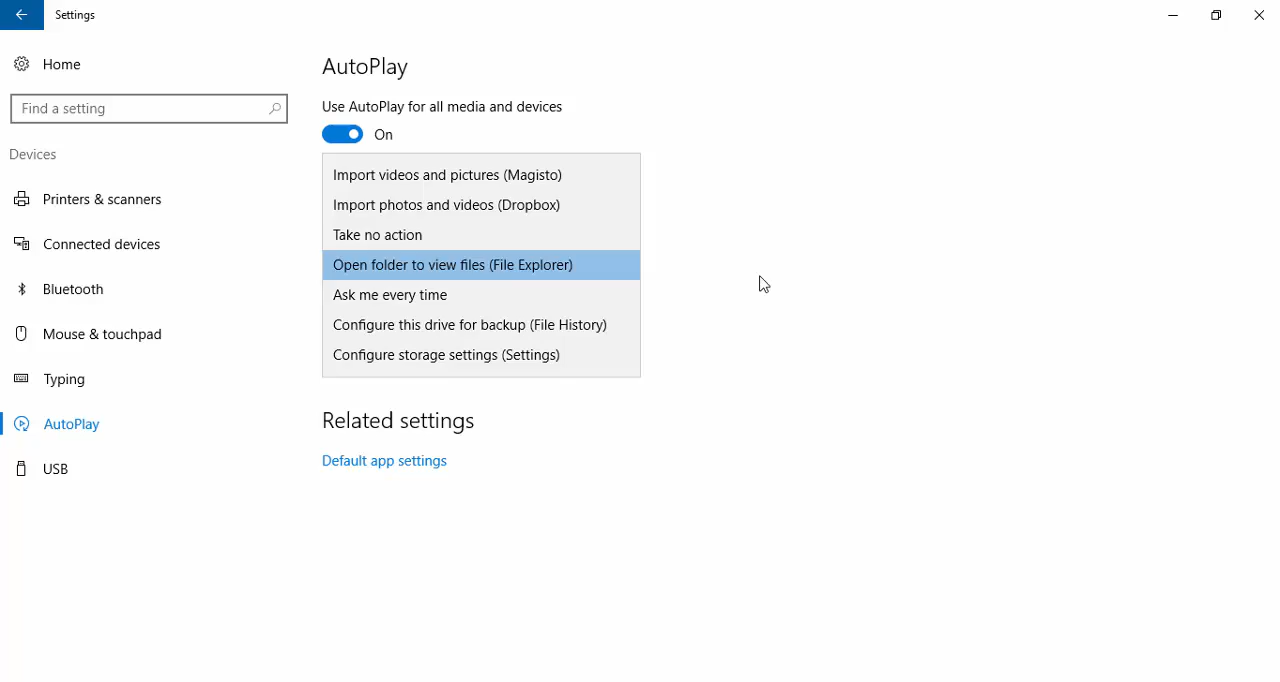 Settings
Home
Find a setting
Devices
Printers & scanners
Connected devices
Bluetooth
Mouse & touchpad
Typing
AutoPlay
USB
AutoPlay
Use AutoPlay for all media and devices
On
Import videos and pictures (Magisto)
Import photos and videos (Dropbox)
Take no action
Open folder to view files (File Explorer)
Ask me every time
Configure this drive for backup (File History)
Configure storage settings (Settings)
Related settings
Default app settings